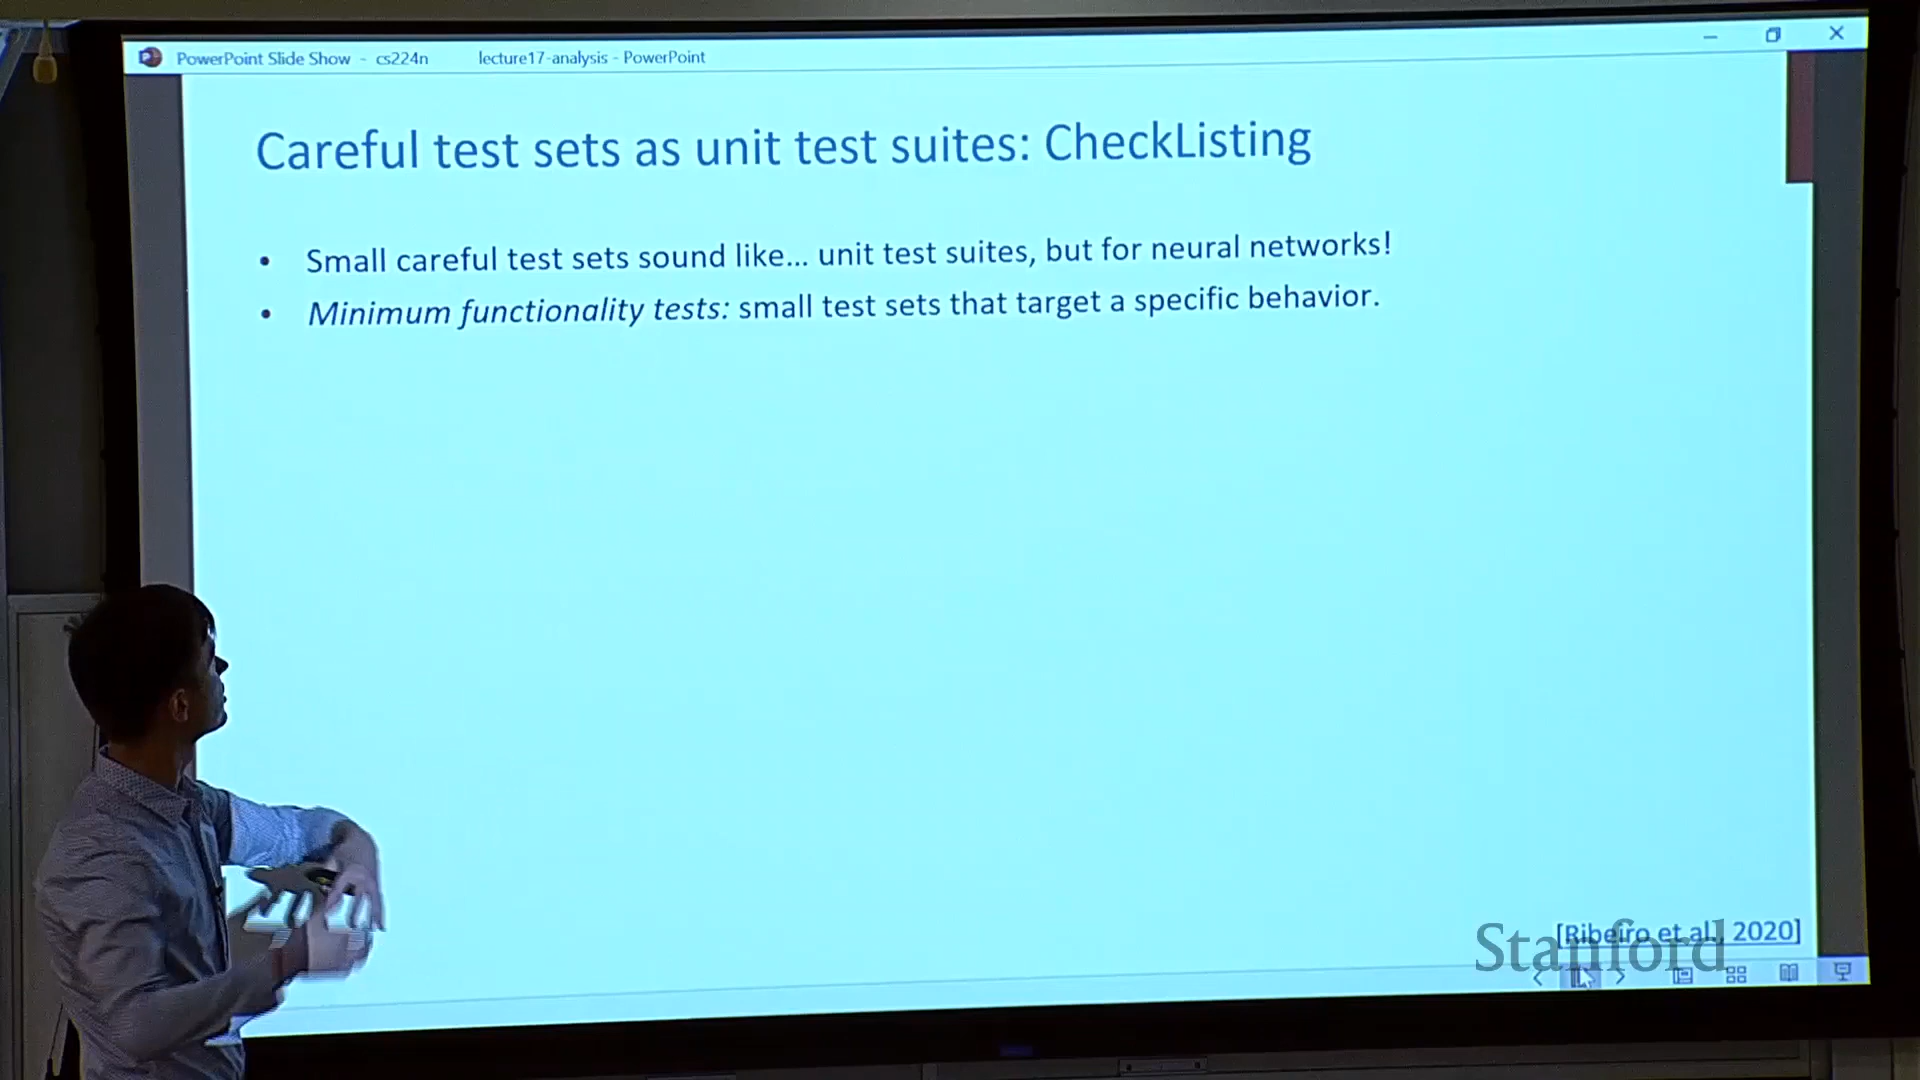 PowerPoint Slide Show - cs224n lecture17-analysis - PowerPoint
Careful test sets as unit test suites: CheckListing
• Small careful test sets sound like... unit test suites, but for neural networks!
• Minimum functionality tests: small test sets that target a specific behavior.
[Ribeiro et al., 2020]
Stanford